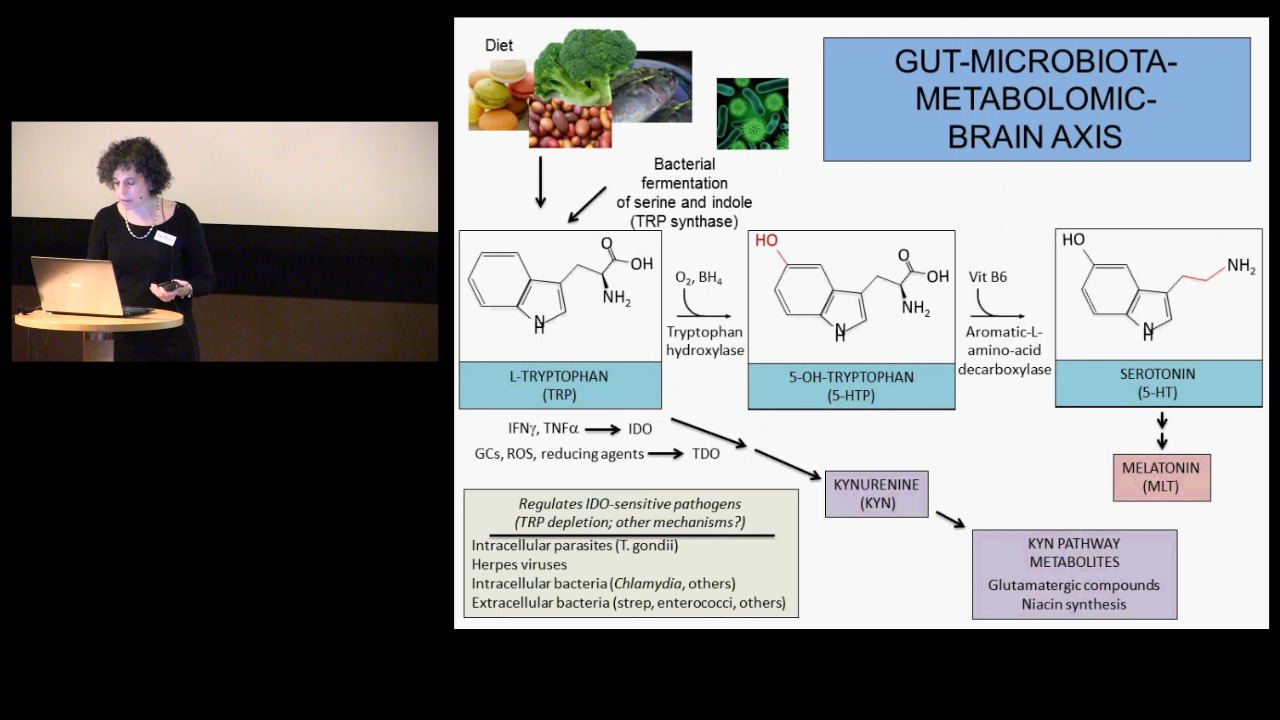 Diet
GUT-MICROBIOTA-
METABOLOMIC-
BRAIN AXIS
Bacterial
fermentation
of serine and indole
(TRP synthase)
O
OH
NH2
N
H
L-TRYPTOPHAN
(TRP)
O2, BH4
Tryptophan
hydroxylase
HO
O
OH
NH2
N
H
5-OH-TRYPTOPHAN
(5-HTP)
Vit B6
Aromatic-L-
amino-acid
decarboxylase
HO
NH2
N
H
SEROTONIN
(5-HT)
IFNγ, TNFα
IDO
GCs, ROS, reducing agents
TDO
MELATONIN
(MLT)
KYNURENINE
(KYN)
Regulates IDO-sensitive pathogens
(TRP depletion; other mechanisms?)
Intracellular parasites (T. gondii)
Herpes viruses
Intracellular bacteria (Chlamydia, others)
Extracellular bacteria (strep, enterococci, others)
KYN PATHWAY
METABOLITES
Glutamatergic compounds
Niacin synthesis